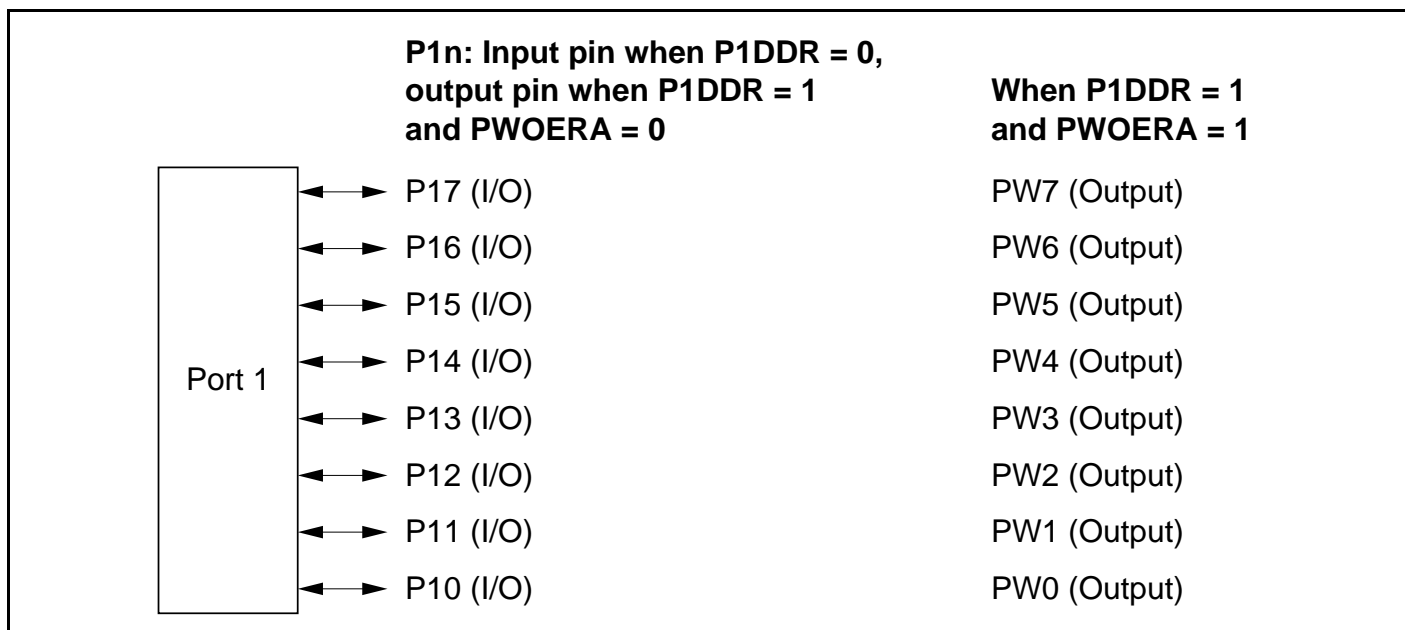 P1n: Input pin when P1DDR = 0,
output pin when P1DDR = 1
and PWOERA = 0
When P1DDR = 1
and PWOERA = 1
Port 1
P17 (I/O) PW7 (Output)
P16 (I/O) PW6 (Output)
P15 (I/O) PW5 (Output)
P14 (I/O) PW4 (Output)
P13 (I/O) PW3 (Output)
P12 (I/O) PW2 (Output)
P11 (I/O) PW1 (Output)
P10 (I/O) PW0 (Output)